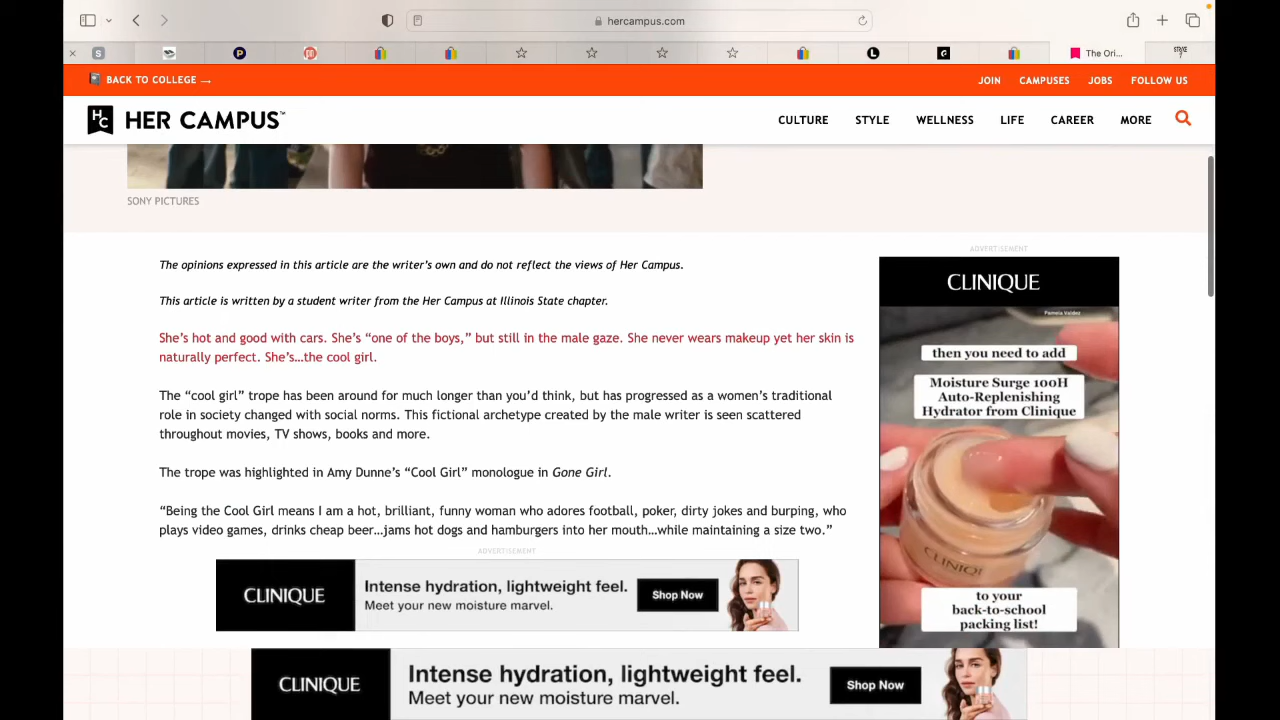 hercampus.com
The Ori...
BACK TO COLLEGE →
JOIN
CAMPUSES
JOBS
FOLLOW US
HC
HER CAMPUS™
CULTURE
STYLE
WELLNESS
LIFE
CAREER
MORE
SONY PICTURES
The opinions expressed in this article are the writer’s own and do not reflect the views of Her Campus.
This article is written by a student writer from the Her Campus at Illinois State chapter.
She’s hot and good with cars. She’s “one of the boys,” but still in the male gaze. She never wears makeup yet her skin is
naturally perfect. She’s…the cool girl.
The “cool girl” trope has been around for much longer than you’d think, but has progressed as a women’s traditional
role in society changed with social norms. This fictional archetype created by the male writer is seen scattered
throughout movies, TV shows, books and more.
The trope was highlighted in Amy Dunne’s “Cool Girl” monologue in Gone Girl.
“Being the Cool Girl means I am a hot, brilliant, funny woman who adores football, poker, dirty jokes and burping, who
plays video games, drinks cheap beer…jams hot dogs and hamburgers into her mouth…while maintaining a size two.”
ADVERTISEMENT
CLINIQUE
Intense hydration, lightweight feel.
Meet your new moisture marvel.
Shop Now
ADVERTISEMENT
CLINIQUE
Pamela Valdez
then you need to add
Moisture Surge 100H
Auto-Replenishing
Hydrator from Clinique
CLINIQ
to your
back-to-school
packing list!
CLINIQUE
Intense hydration, lightweight feel.
Meet your new moisture marvel.
Shop Now